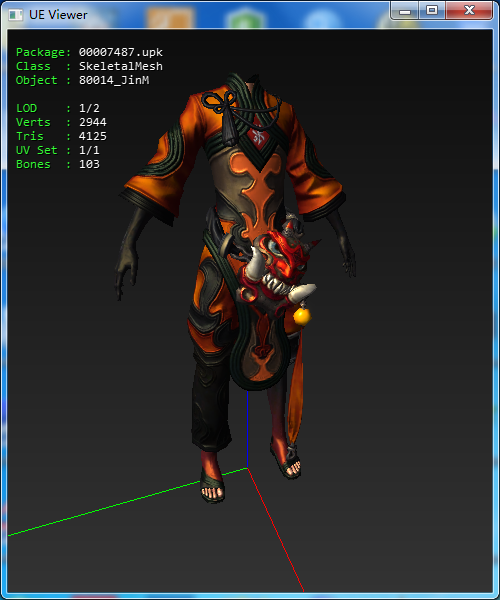 UE Viewer
Package: 00007487.upk
Class : SkeletalMesh
Object : 80014_JinM
LOD : 1/2
Verts : 2944
Tris : 4125
UV Set : 1/1
Bones : 103